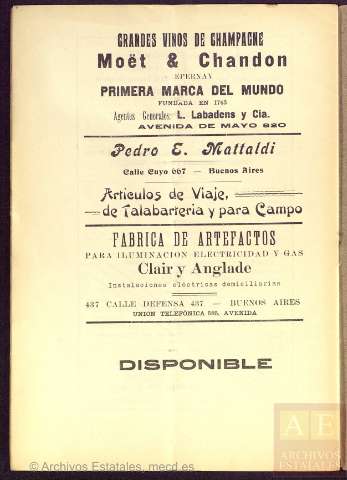 GRANDES VINOS DE CHAMPAGNE
Moët & Chandon
EPERNAY
PRIMERA MARCA DEL MUNDO
FUNDADA EN 1743
Agentes Generales: L. Labadens y Cia.
AVENIDA DE MAYO 620
Pedro E. Mattaldi
Calle Cuyo 667 — Buenos Aires
Artículos de Viaje,
de Talabartería y para Campo
FABRICA DE ARTEFACTOS
PARA ILUMINACION ELECTRICIDAD Y GAS
Clair y Anglade
Instalaciones eléctricas domiciliarias
437 CALLE DEFENSA 437 — BUENOS AIRES
UNION TELEFÓNICA 585, AVENIDA
DISPONIBLE
AE
ARCHIVOS
ESTATALES
© Archivos Estatales, mecd.es